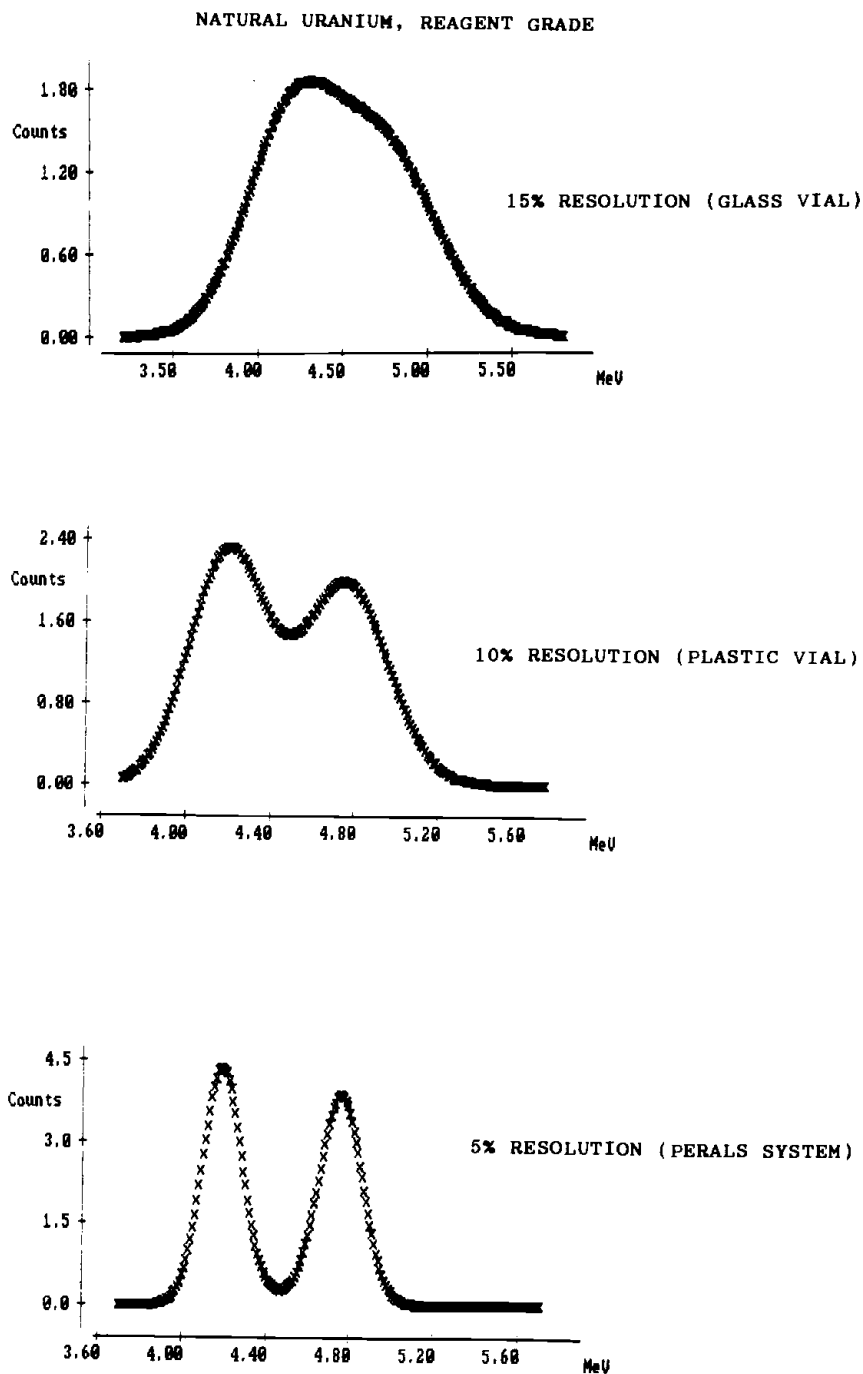 NATURAL URANIUM, REAGENT GRADE
1.80
Counts
1.20
15% RESOLUTION (GLASS VIAL)
0.60
0.00
3.50 4.00 4.50 5.00 5.50
MeV
2.40
Counts
1.60
10% RESOLUTION (PLASTIC VIAL)
0.80
0.00
3.60 4.00 4.40 4.80 5.20 5.60
MeV
4.5
Counts
3.0
5% RESOLUTION (PERALS SYSTEM)
1.5
0.0
3.60 4.00 4.40 4.80 5.20 5.60
MeV